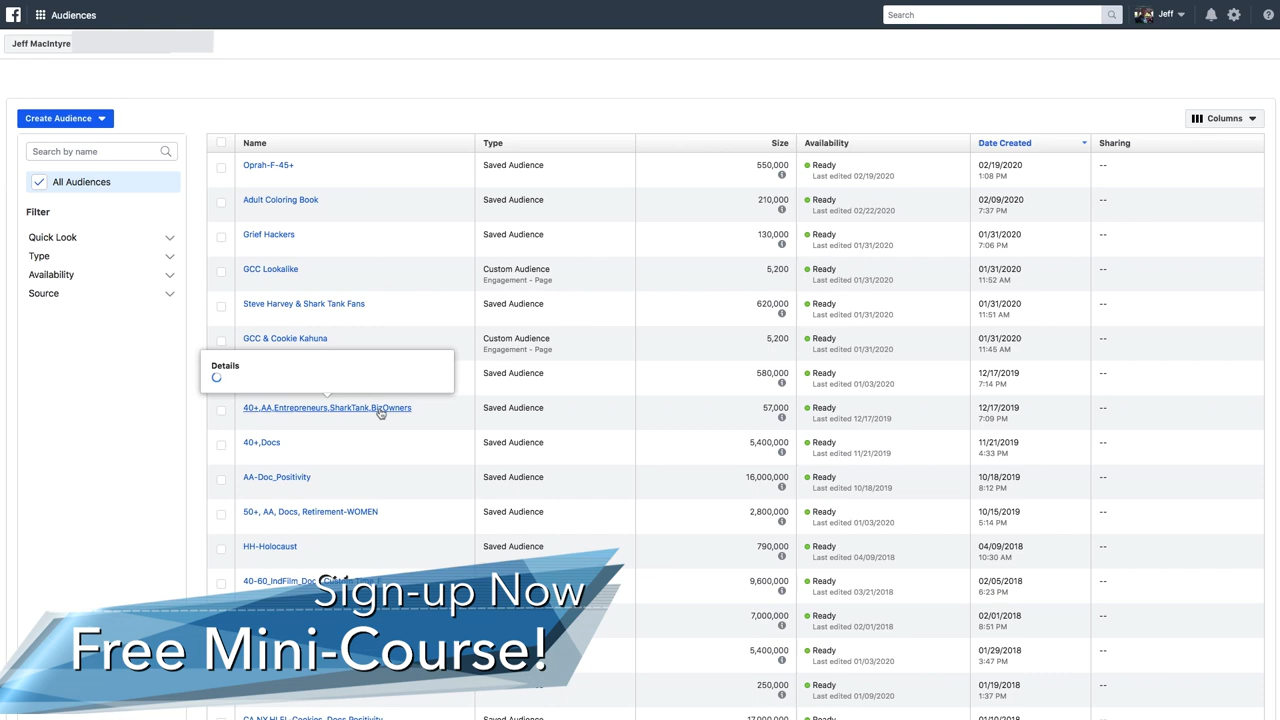 Audiences
Search
Jeff
Jeff MacIntyre
Create Audience
Columns
Search by name
All Audiences
Filter
Quick Look
Type
Availability
Source
Name Type Size Availability Date Created Sharing
Oprah-F-45+ Saved Audience 550,000 Ready 02/19/2020 --
Last edited 02/19/2020 1:08 PM
Adult Coloring Book Saved Audience 210,000 Ready 02/09/2020 --
Last edited 02/22/2020 7:37 PM
Grief Hackers Saved Audience 130,000 Ready 01/31/2020 --
Last edited 01/31/2020 7:06 PM
GCC Lookalike Custom Audience 5,200 Ready 01/31/2020 --
Engagement - Page Last edited 01/31/2020 11:52 AM
Steve Harvey & Shark Tank Fans Saved Audience 620,000 Ready 01/31/2020 --
Last edited 01/31/2020 11:51 AM
GCC & Cookie Kahuna Custom Audience 5,200 Ready 01/31/2020 --
Engagement - Page Last edited 01/31/2020 11:45 AM
Details
Saved Audience 580,000 Ready 12/17/2019 --
Last edited 01/03/2020 7:14 PM
40+,AA,Entrepreneurs,SharkTank,BizOwners Saved Audience 57,000 Ready 12/17/2019 --
Last edited 12/17/2019 7:09 PM
40+,Docs Saved Audience 5,400,000 Ready 11/21/2019 --
Last edited 11/21/2019 4:33 PM
AA-Doc_Positivity Saved Audience 16,000,000 Ready 10/18/2019 --
Last edited 10/18/2019 8:12 PM
50+, AA, Docs, Retirement-WOMEN Saved Audience 2,800,000 Ready 10/15/2019 --
Last edited 01/03/2020 5:14 PM
HH-Holocaust Saved Audience 790,000 Ready 04/09/2018 --
Last edited 04/09/2018 10:30 AM
40-60_IndFilm_Doc 9,600,000 Ready 02/05/2018 --
Last edited 03/21/2018 6:23 PM
7,000,000 Ready 02/01/2018 --
Last edited 02/01/2018 8:51 PM
5,400,000 Ready 01/29/2018 --
Last edited 01/03/2020 3:47 PM
250,000 Ready 01/19/2018 --
Last edited 01/09/2020 1:37 PM
Sign-up Now
Free Mini-Course!